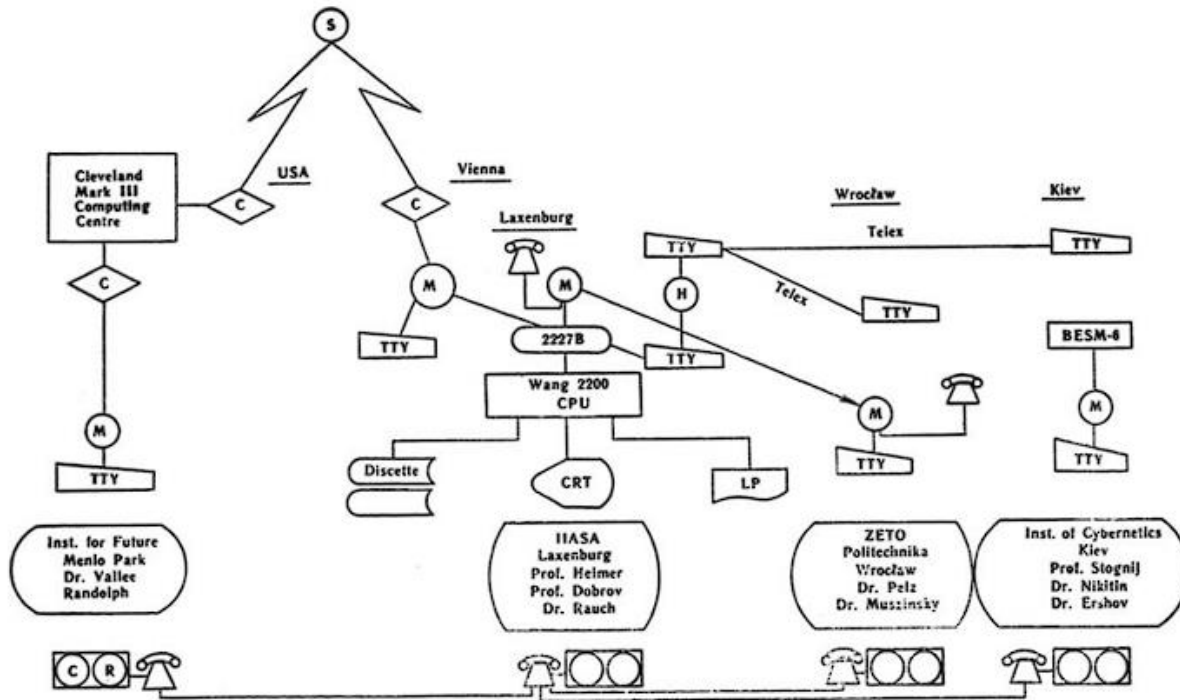 S
Cleveland
Mark III
Computing
Centre
C
USA
Vienna
C
Laxenburg
Wrocław
Kiev
TTY
Telex
TTY
C
M
M
H
Telex
TTY
TTY
2227B
TTY
BESM-6
Wang 2200
CPU
M
M
M
TTY
Discette
CRT
LP
TTY
TTY
Inst. for Future
Menlo Park
Dr. Vallee
Randolph
IIASA
Laxenburg
Prof. Helmer
Prof. Dobrov
Dr. Rauch
ZETO
Politechnika
Wrocław
Dr. Pelz
Dr. Muszinsky
Inst. of Cybernetics
Kiev
Prof. Stognij
Dr. Nikitin
Dr. Ershov
C R